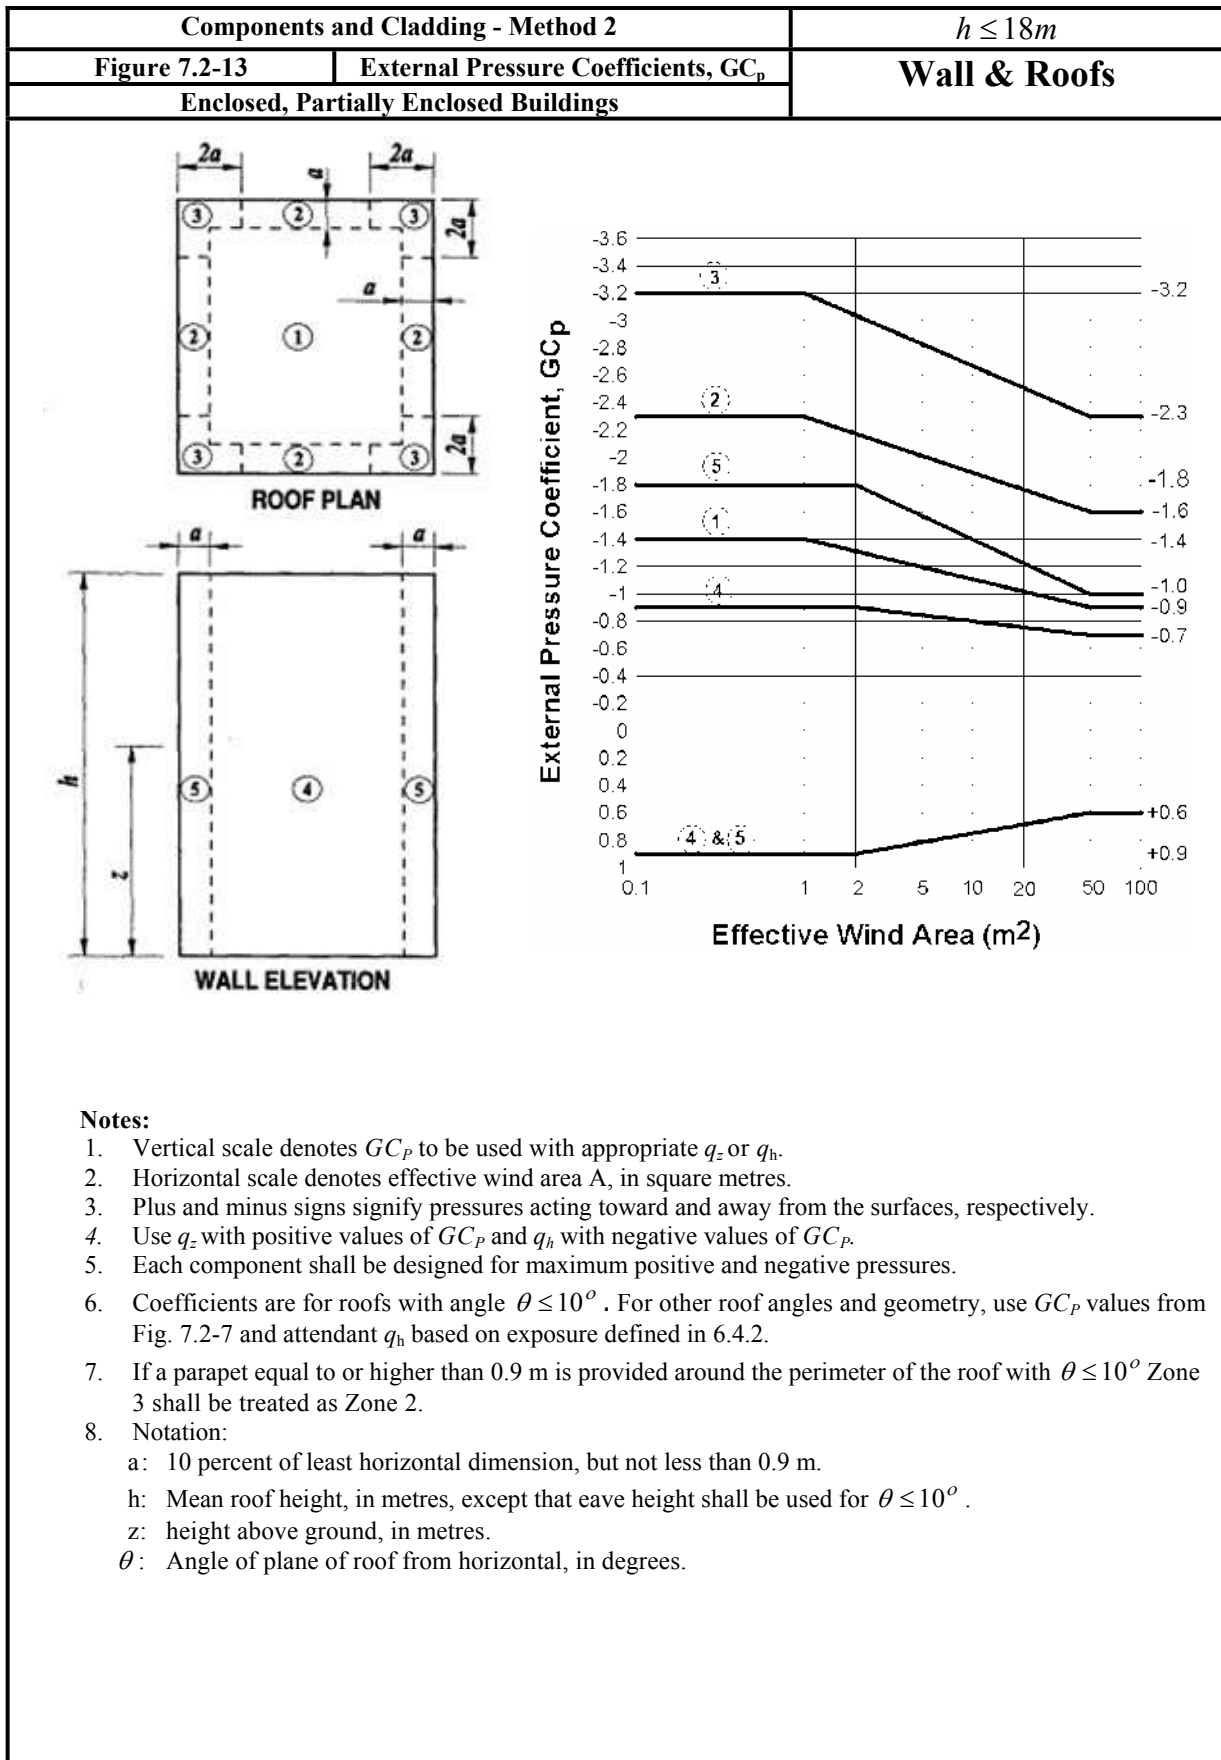 Components and Cladding - Method 2
h ≤ 18m
Figure 7.2-13
External Pressure Coefficients, GCp
Wall & Roofs
Enclosed, Partially Enclosed Buildings
2a
2a
a
3
2
3
2a
a
2
1
2
3
2
3
2a
ROOF PLAN
a
a
h
z
5
4
5
WALL ELEVATION
External Pressure Coefficient, GCp
-3.6
-3.4
-3.2
-3
-2.8
-2.6
-2.4
-2.2
-2
-1.8
-1.6
-1.4
-1.2
-1
-0.8
-0.6
-0.4
-0.2
0
0.2
0.4
0.6
0.8
1
3
2
5
1
4
4 & 5
-3.2
-2.3
-1.8
-1.6
-1.4
-1.0
-0.9
-0.7
+0.6
+0.9
0.1 1 2 5 10 20 50 100
Effective Wind Area (m2)
Notes:
1. Vertical scale denotes GCP to be used with appropriate qz or qh.
2. Horizontal scale denotes effective wind area A, in square metres.
3. Plus and minus signs signify pressures acting toward and away from the surfaces, respectively.
4. Use qz with positive values of GCP and qh with negative values of GCP.
5. Each component shall be designed for maximum positive and negative pressures.
6. Coefficients are for roofs with angle θ ≤ 10°. For other roof angles and geometry, use GCP values from
Fig. 7.2-7 and attendant qh based on exposure defined in 6.4.2.
7. If a parapet equal to or higher than 0.9 m is provided around the perimeter of the roof with θ ≤ 10° Zone
3 shall be treated as Zone 2.
8. Notation:
a: 10 percent of least horizontal dimension, but not less than 0.9 m.
h: Mean roof height, in metres, except that eave height shall be used for θ ≤ 10° .
z: height above ground, in metres.
θ : Angle of plane of roof from horizontal, in degrees.